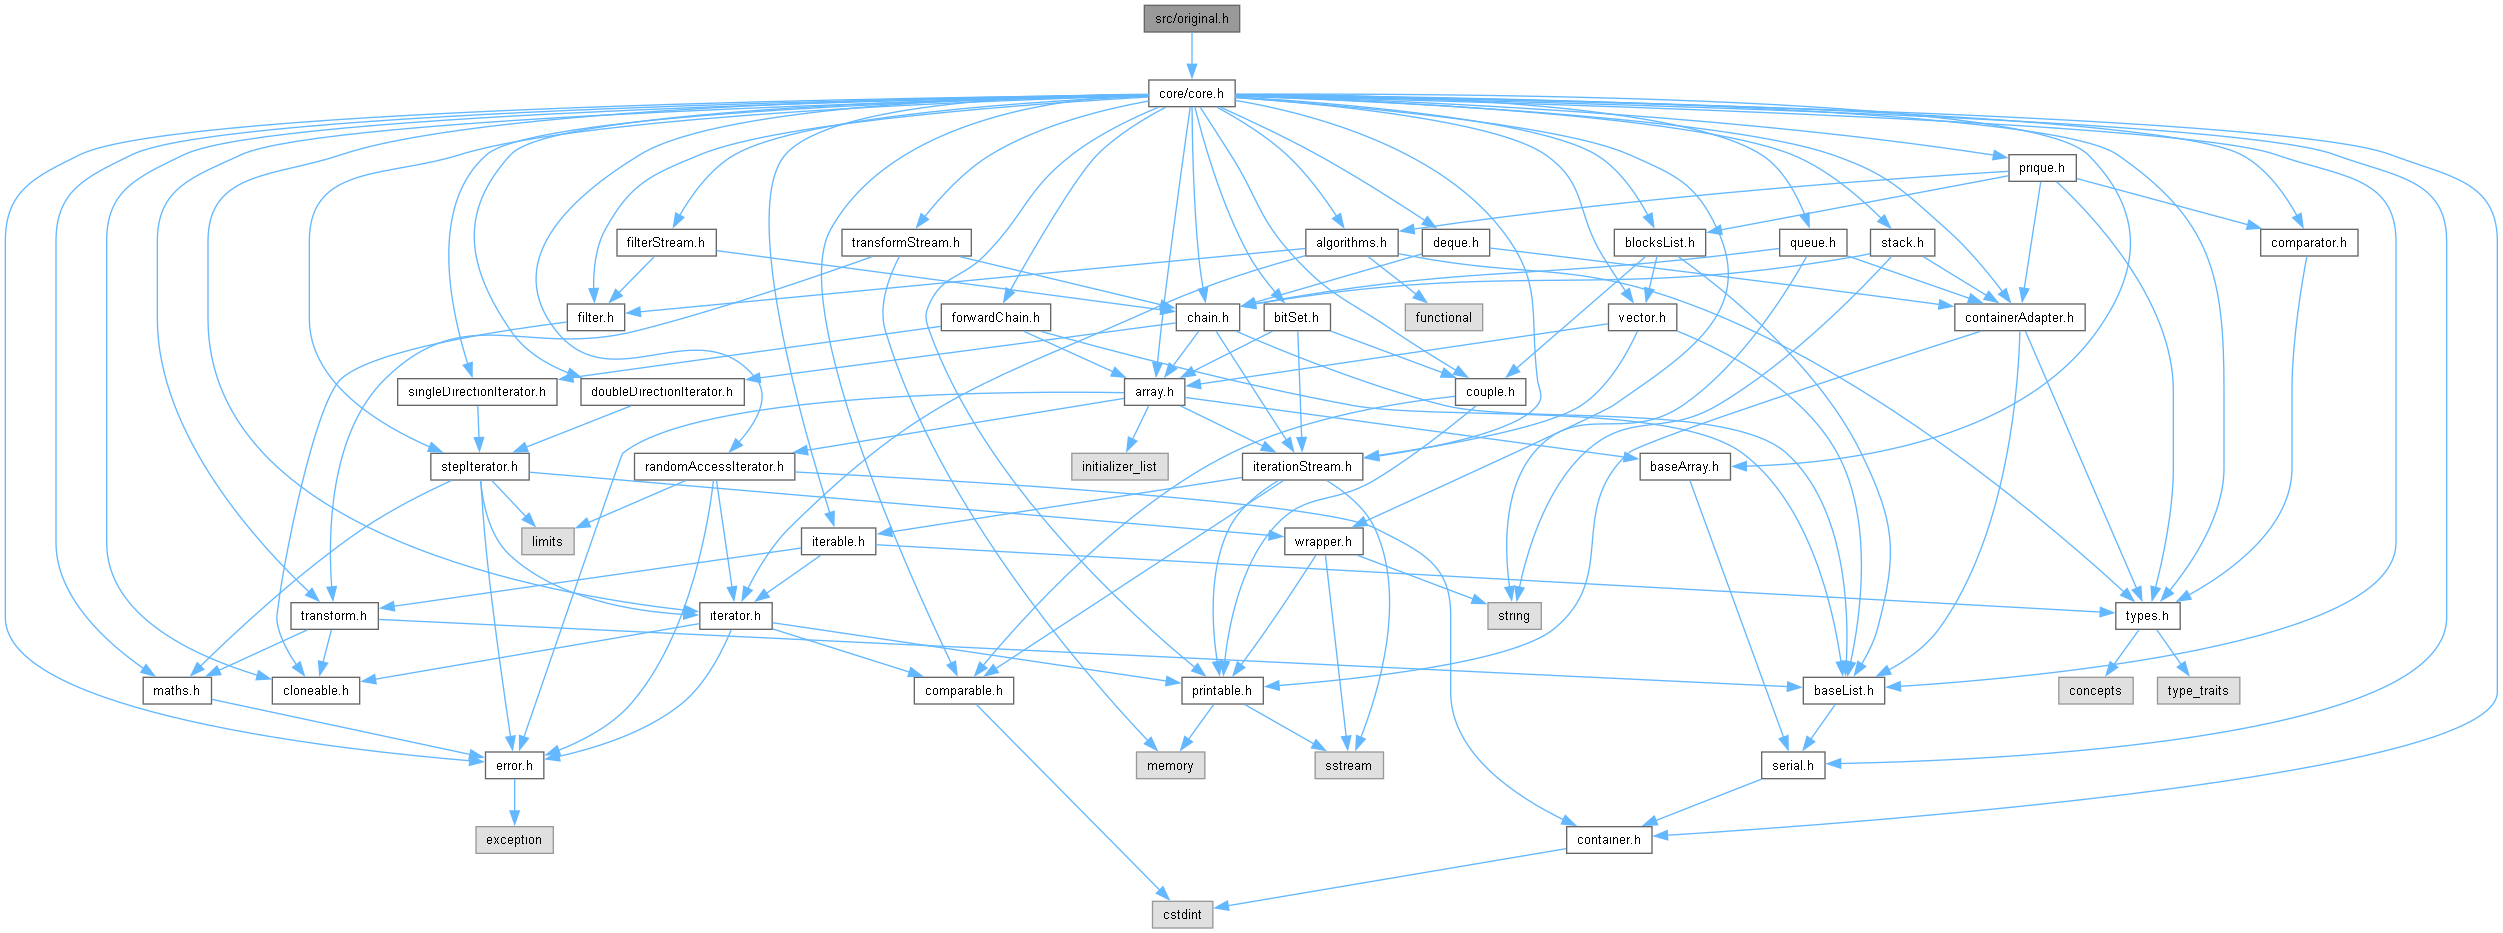 src/original.h
core/core.h
prique.h
filterStream.h
transformStream.h
algorithms.h
deque.h
blocksList.h
queue.h
stack.h
comparator.h
filter.h
forwardChain.h
chain.h
bitSet.h
functional
vector.h
containerAdapter.h
singleDirectionIterator.h
doubleDirectionIterator.h
array.h
couple.h
stepIterator.h
randomAccessIterator.h
initializer_list
iterationStream.h
baseArray.h
limits
iterable.h
wrapper.h
transform.h
iterator.h
string
types.h
maths.h
cloneable.h
comparable.h
printable.h
baseList.h
concepts
type_traits
error.h
memory
sstream
serial.h
exception
container.h
cstdint